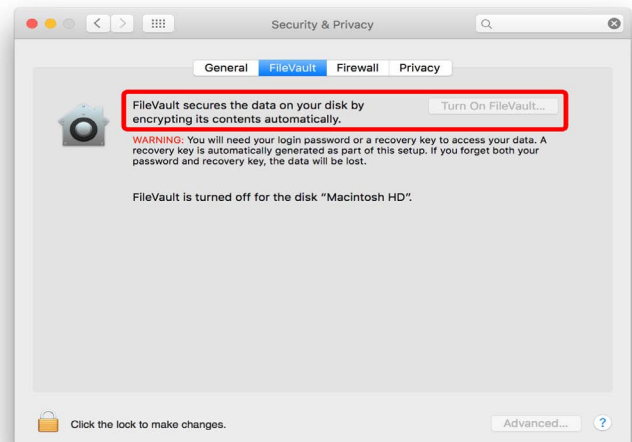 Security & Privacy
General FileVault Firewall Privacy
FileVault secures the data on your disk by
encrypting its contents automatically.
Turn On FileVault...
WARNING: You will need your login password or a recovery key to access your data. A
recovery key is automatically generated as part of this setup. If you forget both your
password and recovery key, the data will be lost.
FileVault is turned off for the disk “Macintosh HD”.
Click the lock to make changes.
Advanced...
?